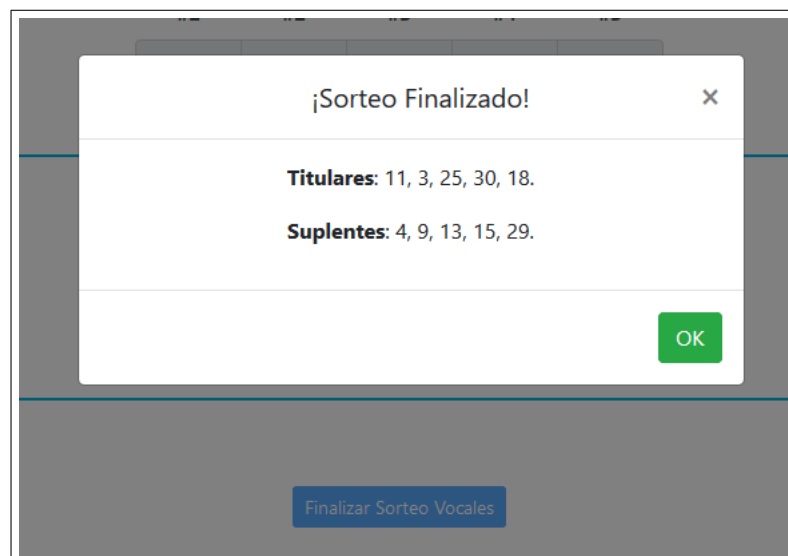 ¡Sorteo Finalizado!
×
Titulares: 11, 3, 25, 30, 18.
Suplentes: 4, 9, 13, 15, 29.
OK
Finalizar Sorteo Vocales